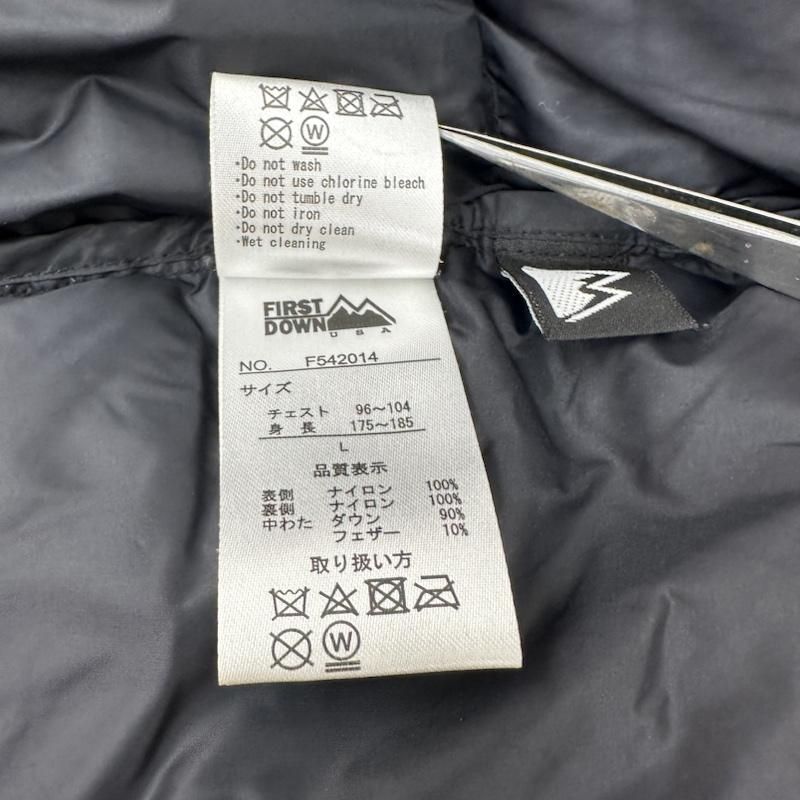 W
·Do not wash
·Do not use chlorine bleach
·Do not tumble dry
·Do not iron
·Do not dry clean
·Wet cleaning
FIRST
DOWN
USA
NO. F542014
サイズ
チェスト 96～104
身 長 175～185
L
品質表示
表側 ナイロン 100%
裏側 ナイロン 100%
中わた ダウン 90%
フェザー 10%
取り扱い方
W